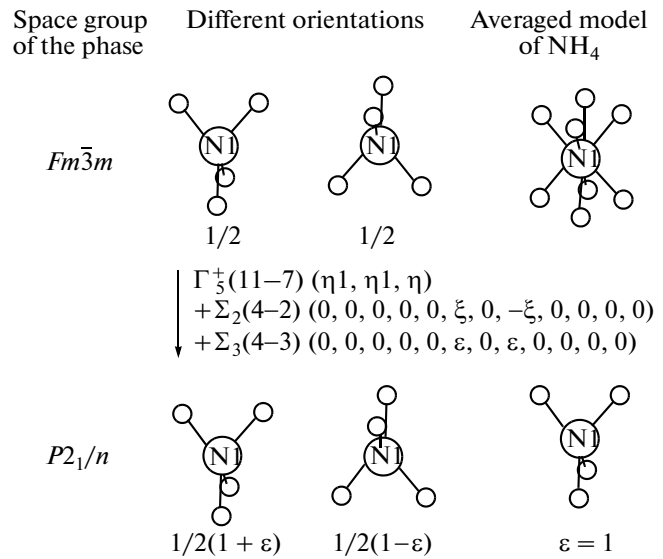 Space group of the phase
Different orientations
Averaged model of NH₄
Fm3̅m
N1 N1 N1
1/2 1/2
Γ₅⁺(11–7) (η1, η1, η)
+Σ₂(4–2) (0, 0, 0, 0, 0, ξ, 0, –ξ, 0, 0, 0, 0)
+Σ₃(4–3) (0, 0, 0, 0, 0, ε, 0, ε, 0, 0, 0, 0)
P2₁/n
N1 N1 N1
1/2(1 + ε) 1/2(1–ε) ε = 1